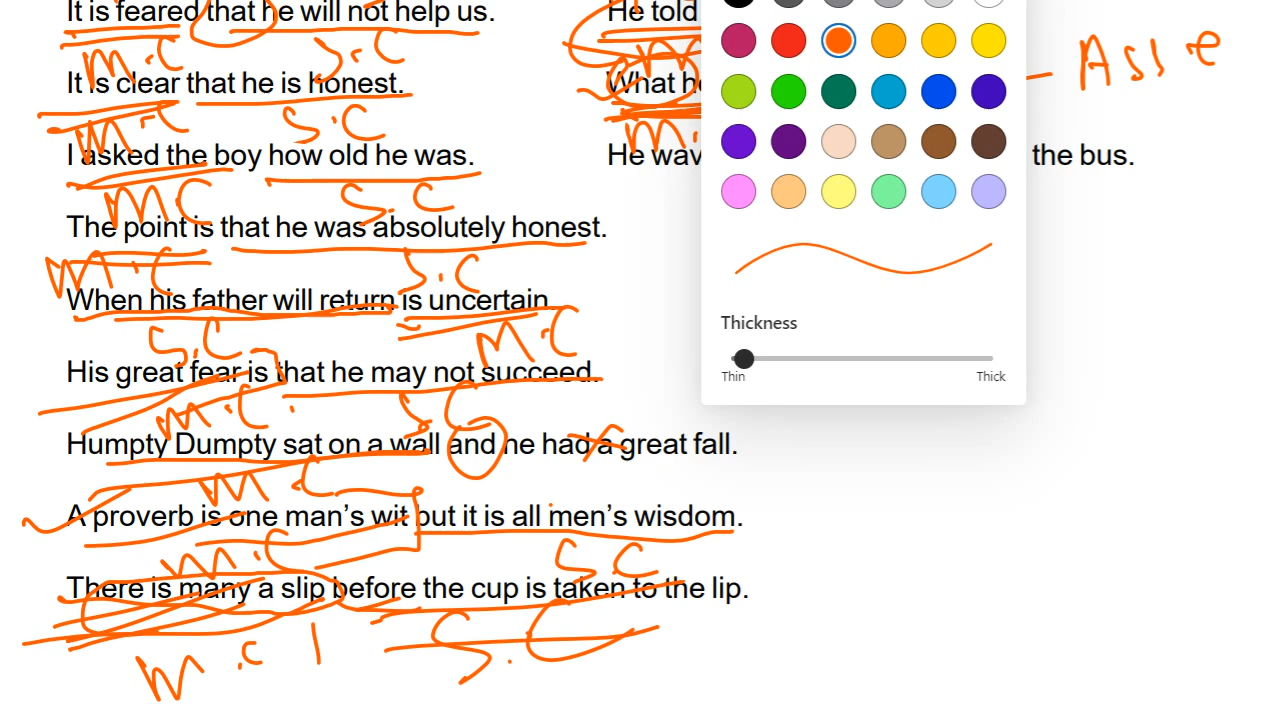 It is feared that he will not help us.
M.C S.C
It is clear that he is honest.
M.C S.C
I asked the boy how old he was.
MC S.C
The point is that he was absolutely honest.
M.C S.C
When his father will return is uncertain.
S.C M.C
His great fear is that he may not succeed.
M.C. S.C
Humpty Dumpty sat on a wall and he had a great fall.
M.C
A proverb is one man's wit but it is all men's wisdom.
M.C S.C
There is many a slip before the cup is taken to the lip.
M.C S.C
He told
M
What
M.
He
the bus.
Asse
Thickness
Thin Thick